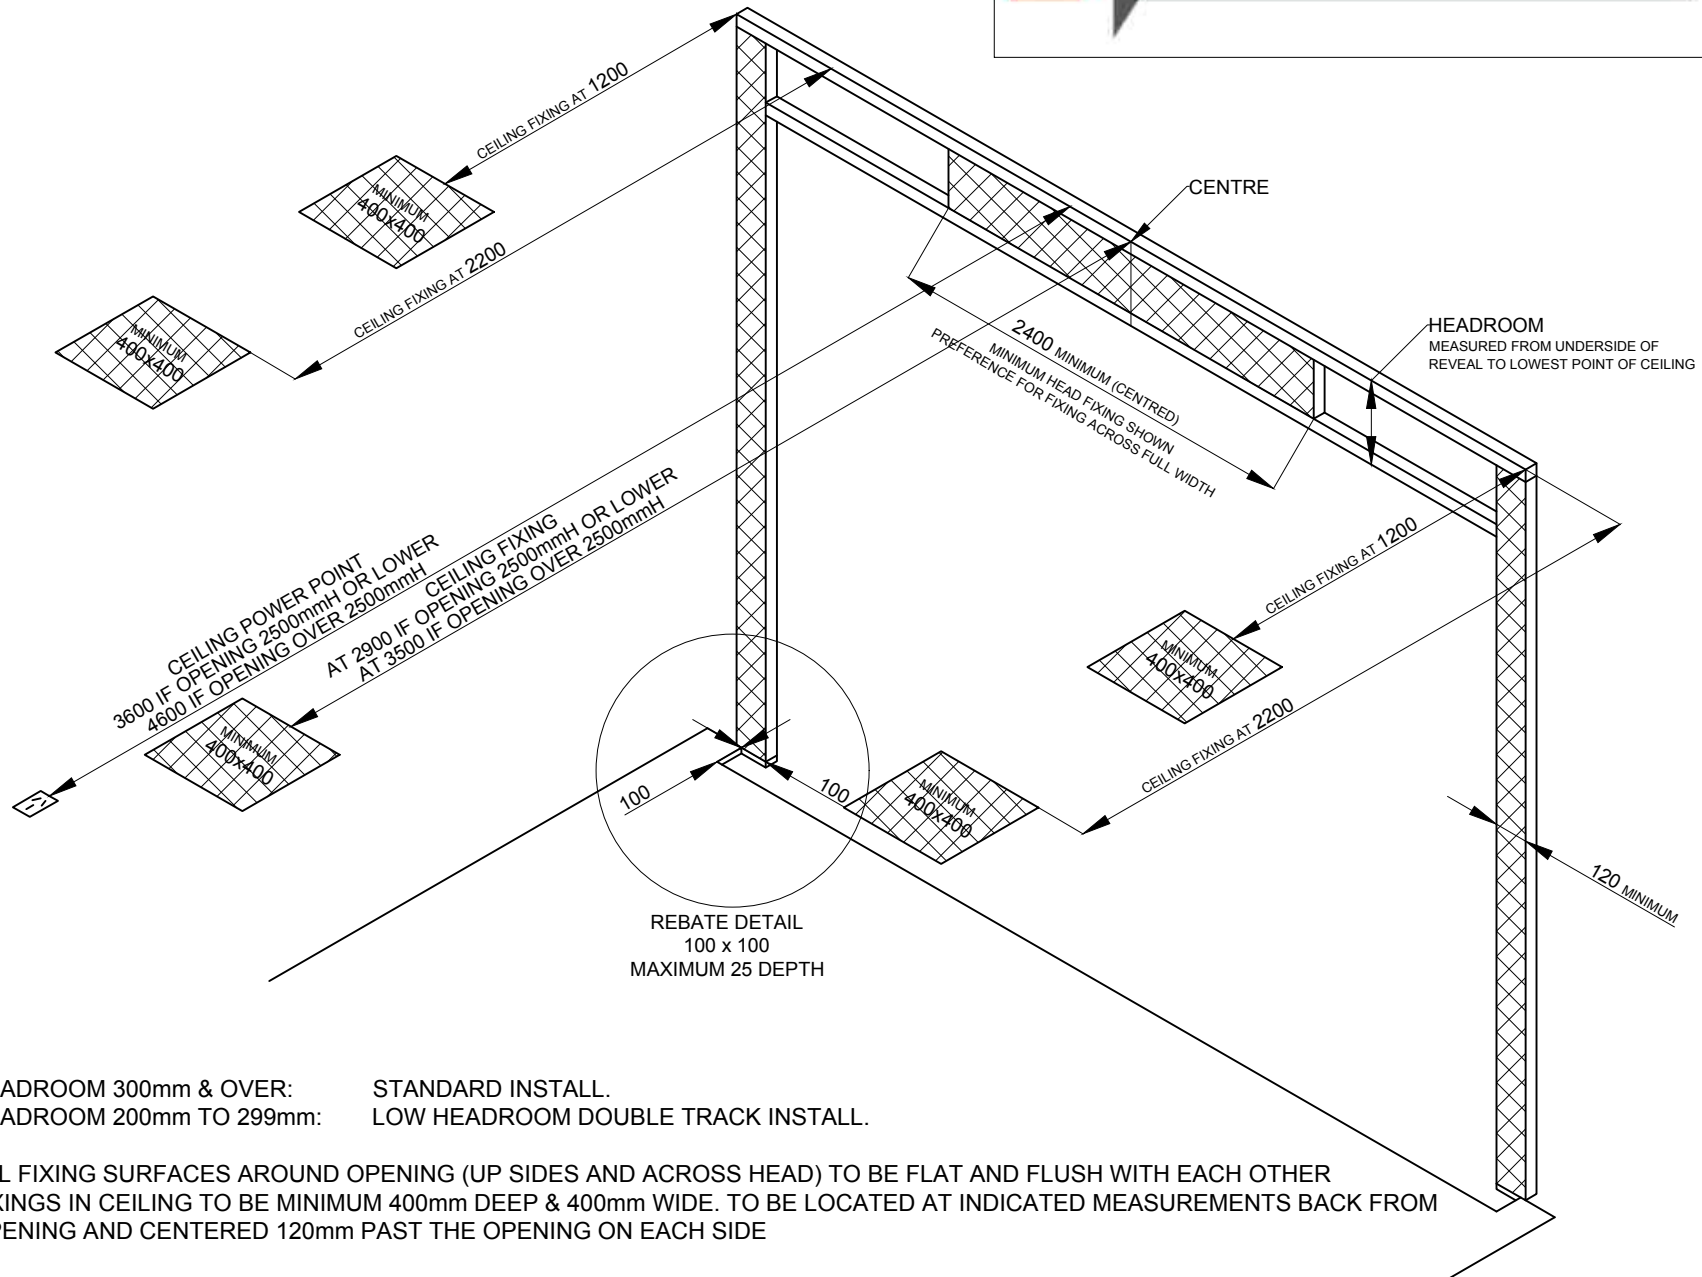 CEILING FIXING AT 1200
MINIMUM
400x400
CEILING FIXING AT 2200
MINIMUM
400x400
CENTRE
HEADROOM
MEASURED FROM UNDERSIDE OF
REVEAL TO LOWEST POINT OF CEILING
2400 MINIMUM (CENTRED)
MINIMUM HEAD FIXING SHOWN
PREFERENCE FOR FIXING ACROSS FULL WIDTH
CEILING POWER POINT
3600 IF OPENING 2500mmH OR LOWER
4600 IF OPENING OVER 2500mmH
CEILING FIXING
AT 2900 IF OPENING 2500mmH OR LOWER
AT 3500 IF OPENING OVER 2500mmH
MINIMUM
400x400
CEILING FIXING AT 1200
MINIMUM
400x400
CEILING FIXING AT 2200
MINIMUM
400x400
100
100
120 MINIMUM
REBATE DETAIL
100 x 100
MAXIMUM 25 DEPTH
ADROOM 300mm & OVER: STANDARD INSTALL.
ADROOM 200mm TO 299mm: LOW HEADROOM DOUBLE TRACK INSTALL.
L FIXING SURFACES AROUND OPENING (UP SIDES AND ACROSS HEAD) TO BE FLAT AND FLUSH WITH EACH OTHER
XINGS IN CEILING TO BE MINIMUM 400mm DEEP & 400mm WIDE. TO BE LOCATED AT INDICATED MEASUREMENTS BACK FROM
PENING AND CENTERED 120mm PAST THE OPENING ON EACH SIDE